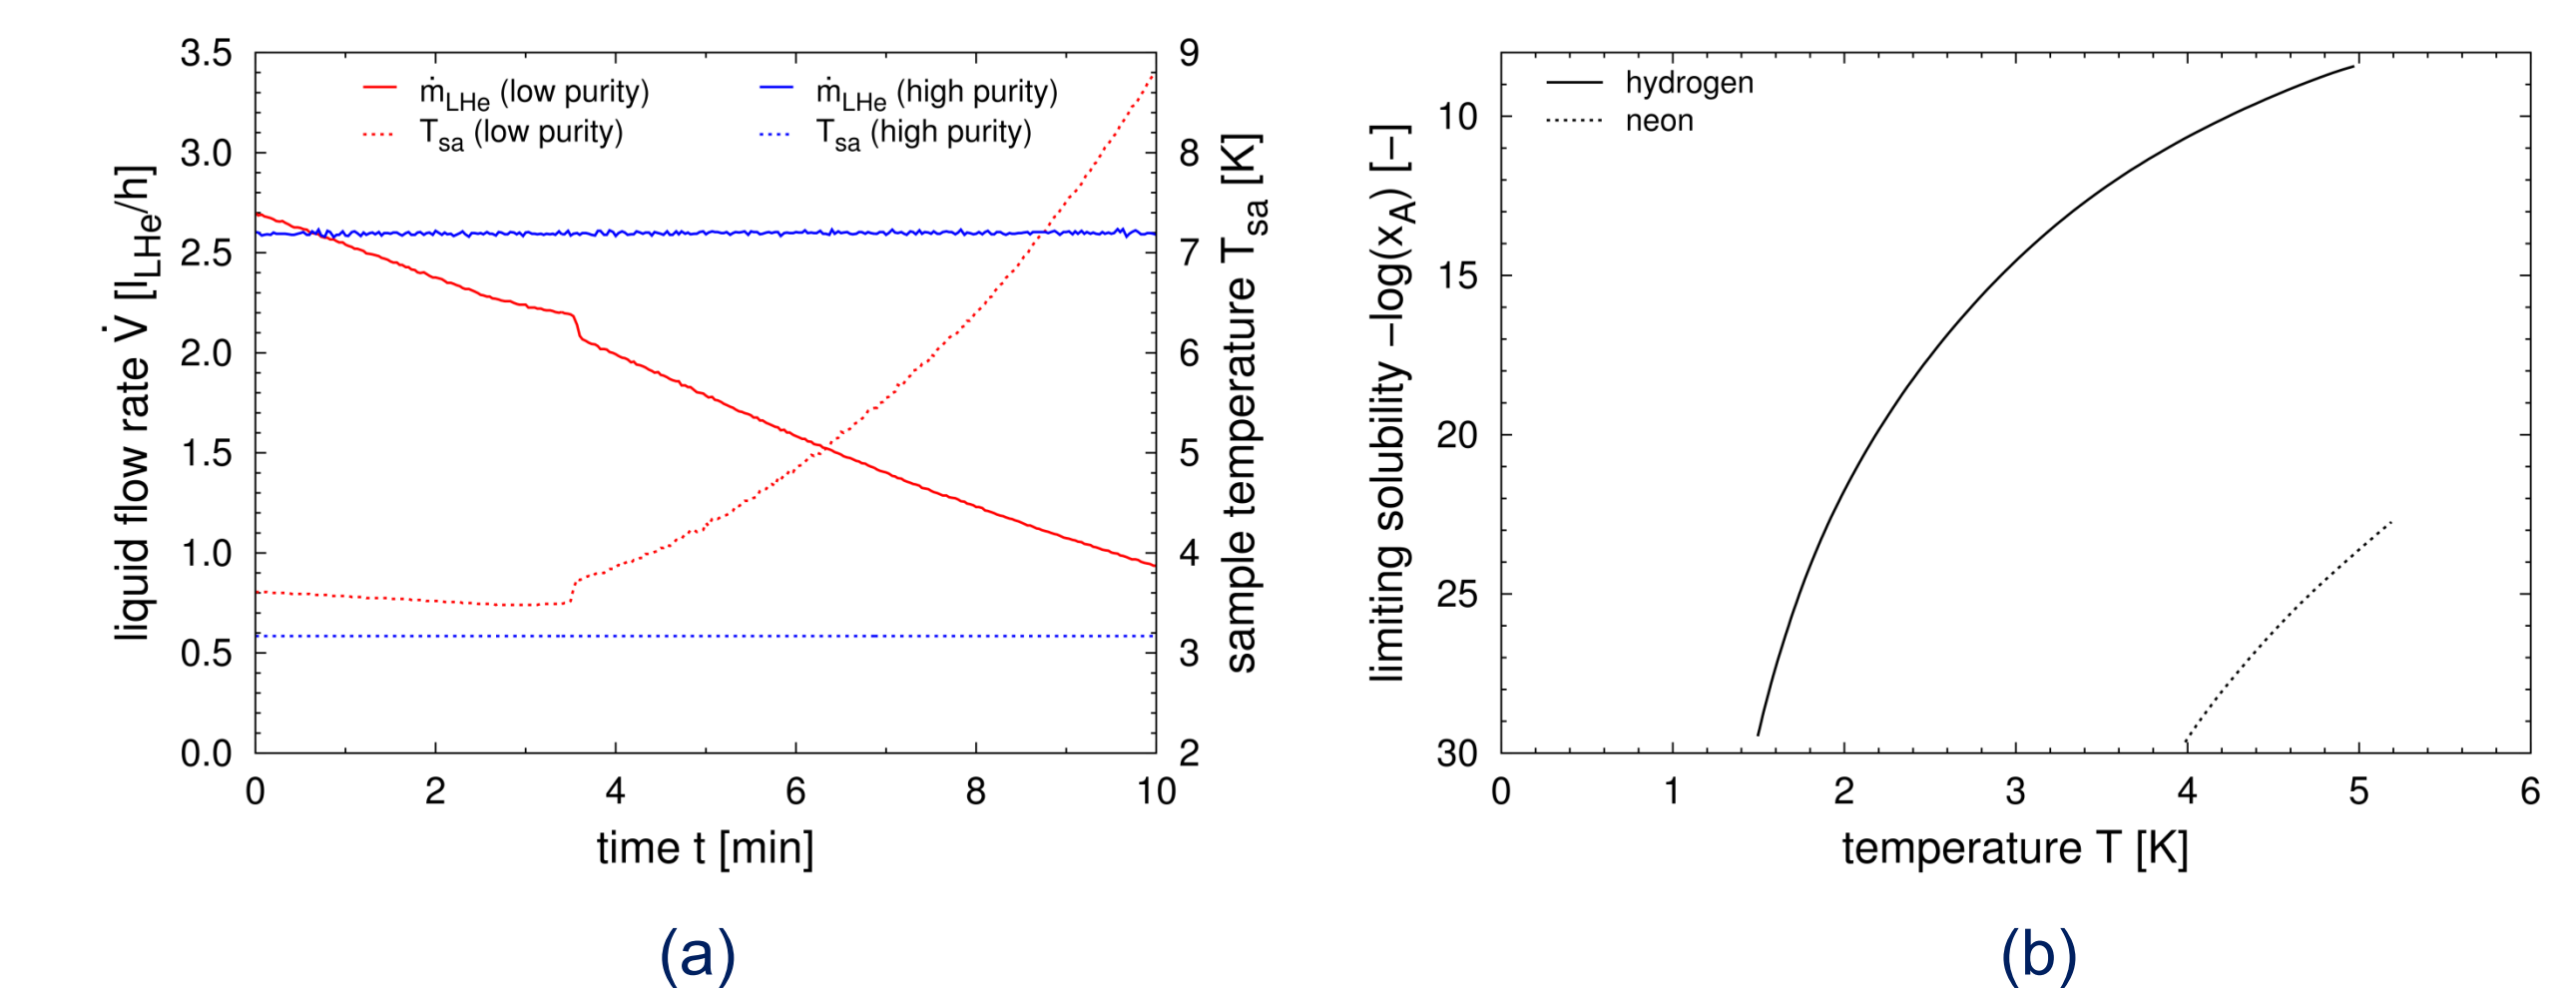 3.5
3.0
2.5
2.0
1.5
1.0
0.5
0.0
liquid flow rate V̇ [l_LHe/h]
ṁ_LHe (low purity)
T_sa (low purity)
ṁ_LHe (high purity)
T_sa (high purity)
9
8
7
6
5
4
3
2
sample temperature T_sa [K]
0 2 4 6 8 10
time t [min]
(a)
limiting solubility −log(x_A) [−]
10
15
20
25
30
hydrogen
neon
0 1 2 3 4 5 6
temperature T [K]
(b)